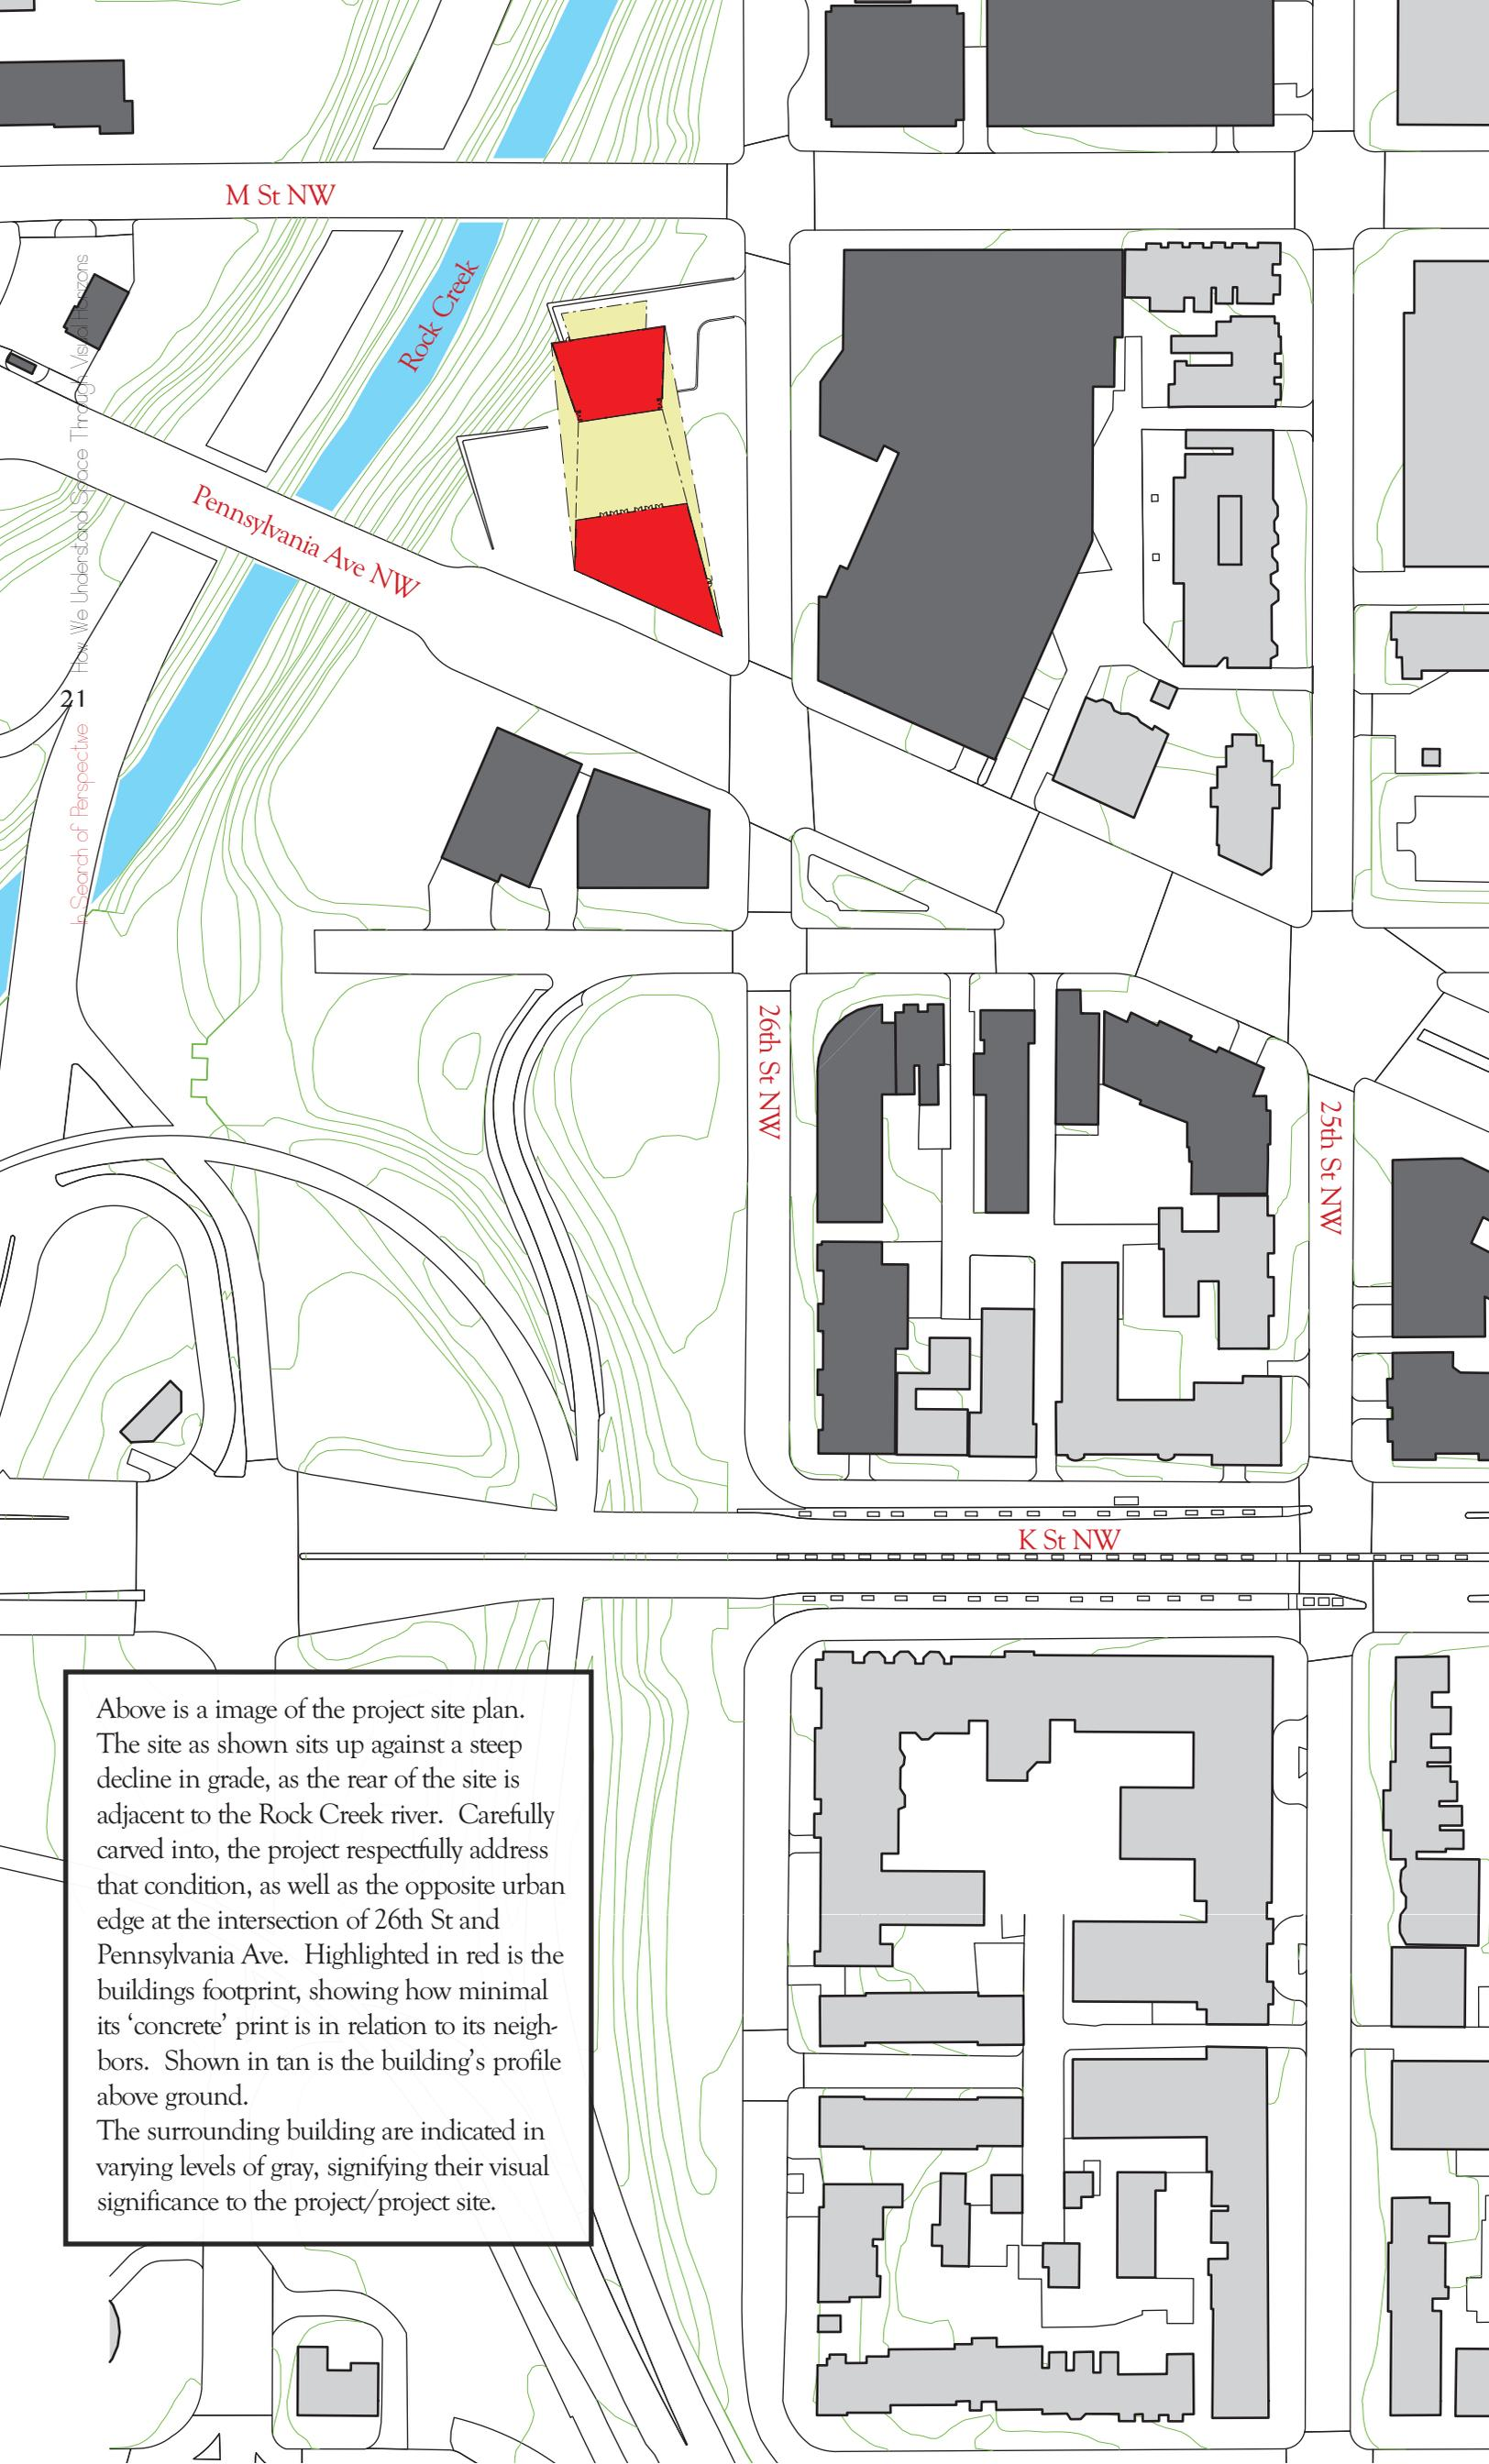 M St NW
Rock Creek
Pennsylvania Ave NW
How We Understand Space Through Visual Horizons
21
In Search of Perspective
26th St NW
25th St NW
K St NW
Above is a image of the project site plan.
The site as shown sits up against a steep
decline in grade, as the rear of the site is
adjacent to the Rock Creek river.  Carefully
carved into, the project respectfully address
that condition, as well as the opposite urban
edge at the intersection of 26th St and
Pennsylvania Ave.  Highlighted in red is the
buildings footprint, showing how minimal
its ‘concrete’ print is in relation to its neigh-
bors.  Shown in tan is the building’s profile
above ground.
The surrounding building are indicated in
varying levels of gray, signifying their visual
significance to the project/project site.